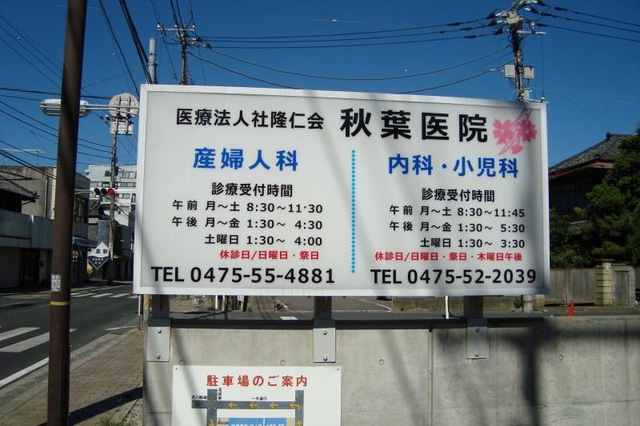 医療法人社隆仁会 秋葉医院
産婦人科
診療受付時間
午前 月～土 8:30～11:30
午後 月～金 1:30～ 4:30
土曜日 1:30～ 4:00
休診日/日曜日・祭日
TEL 0475-55-4881
内科・小児科
診療受付時間
午前 月～土 8:30～11:45
午後 月～金 1:30～ 5:30
土曜日 1:30～ 3:30
休診日/日曜日・祭日・木曜日午後
TEL 0475-52-2039
駐車場のご案内